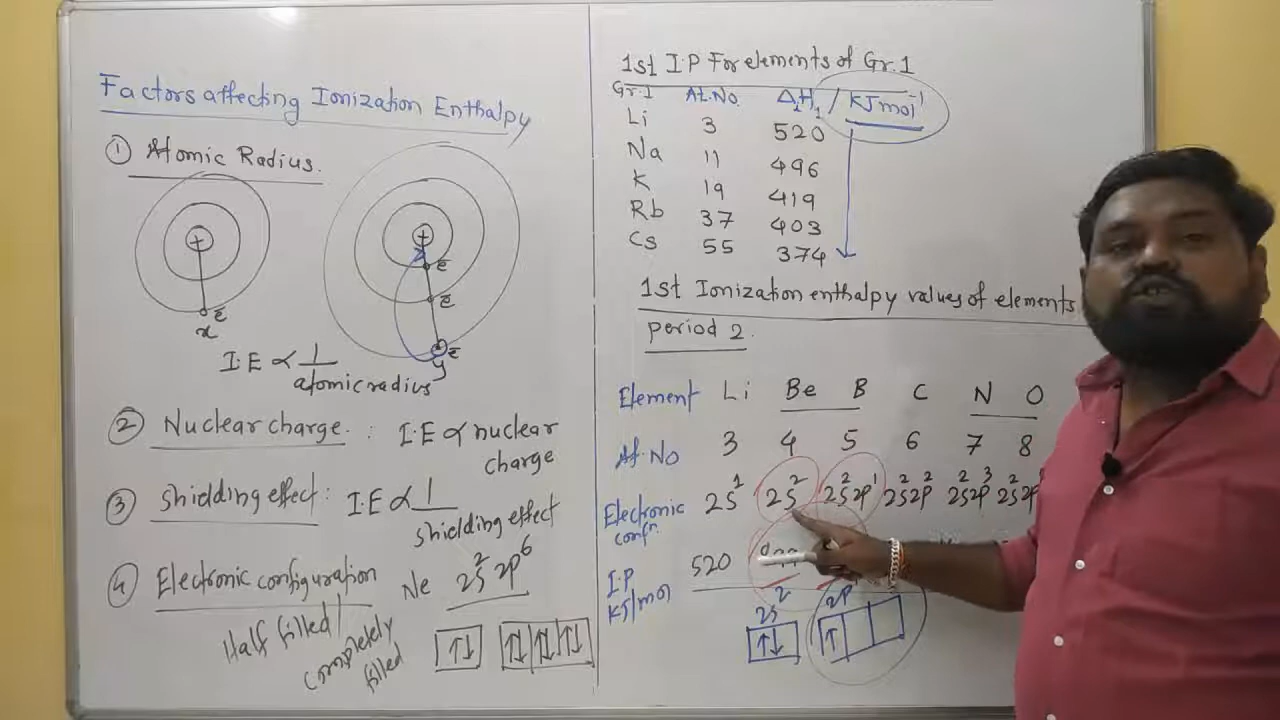 Factors affecting Ionization Enthalpy
① Atomic Radius.
+
ē
x
+
ē
ē
ē
y
I.E ∝ 1/atomic radius
② Nuclear charge. : I.E ∝ nuclear
charge
③ Shielding effect : I.E ∝ 1/shielding effect
④ Electronic configuration
Half filled/
completely
filled
Ne 2s² 2p⁶
↑↓ ↑↓ ↑↓ ↑↓
1st I.P For elements of Gr.1
Gr.1 At.No ΔᵢH₁ / KJmol⁻¹
Li 3 520
Na 11 496
K 19 419
Rb 37 403
Cs 55 374
1st Ionization enthalpy values of elements
period 2.
Element Li Be B C N O
At.No 3 4 5 6 7 8
Electronic confⁿ. 2s¹ 2s² 2s²2p¹ 2s²2p² 2s²2p³ 2s²2p
I.P KJ/mol 520
2s² 2p
↑↓ ↑